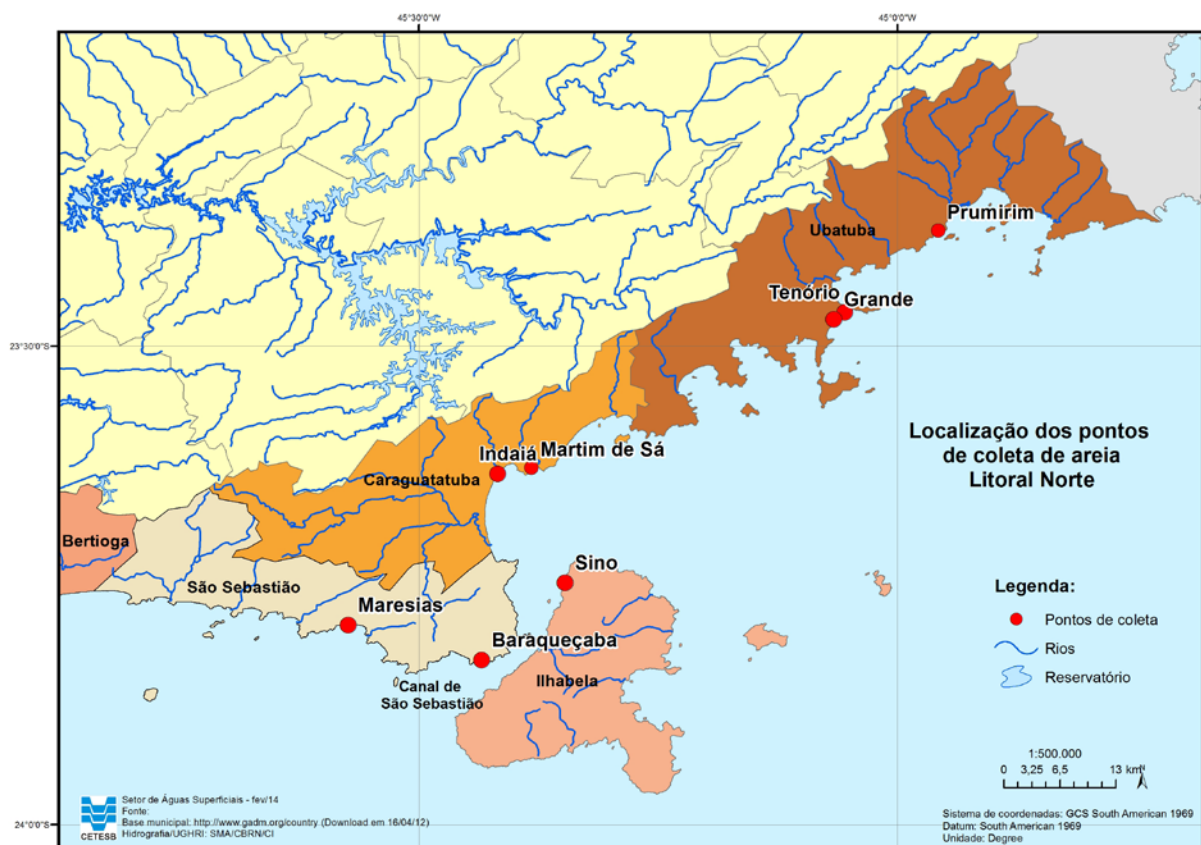 45°30'0"W
45°0'0"W
Prumirim
Ubatuba
Tenório
Grande
23°30'0"S
Localização dos pontos
de coleta de areia
Litoral Norte
Martim de Sá
Indaiá
Caraguatatuba
Bertioga
Sino
São Sebastião
Legenda:
Maresias
Pontos de coleta
Baraqueçaba
Rios
Ilhabela
Reservatório
Canal de
São Sebastião
1:500.000
0 3,25 6,5 13 km
N
Setor de Águas Superficiais - fev/14
Fonte:
Base municipal: http://www.gadm.org/country (Download em 16/04/12)
Hidrografia/UGHRI: SMA/CBRN/CI
CETESB
24°0'0"S
Sistema de coordenadas: GCS South American 1969
Datum: South American 1969
Unidade: Degree